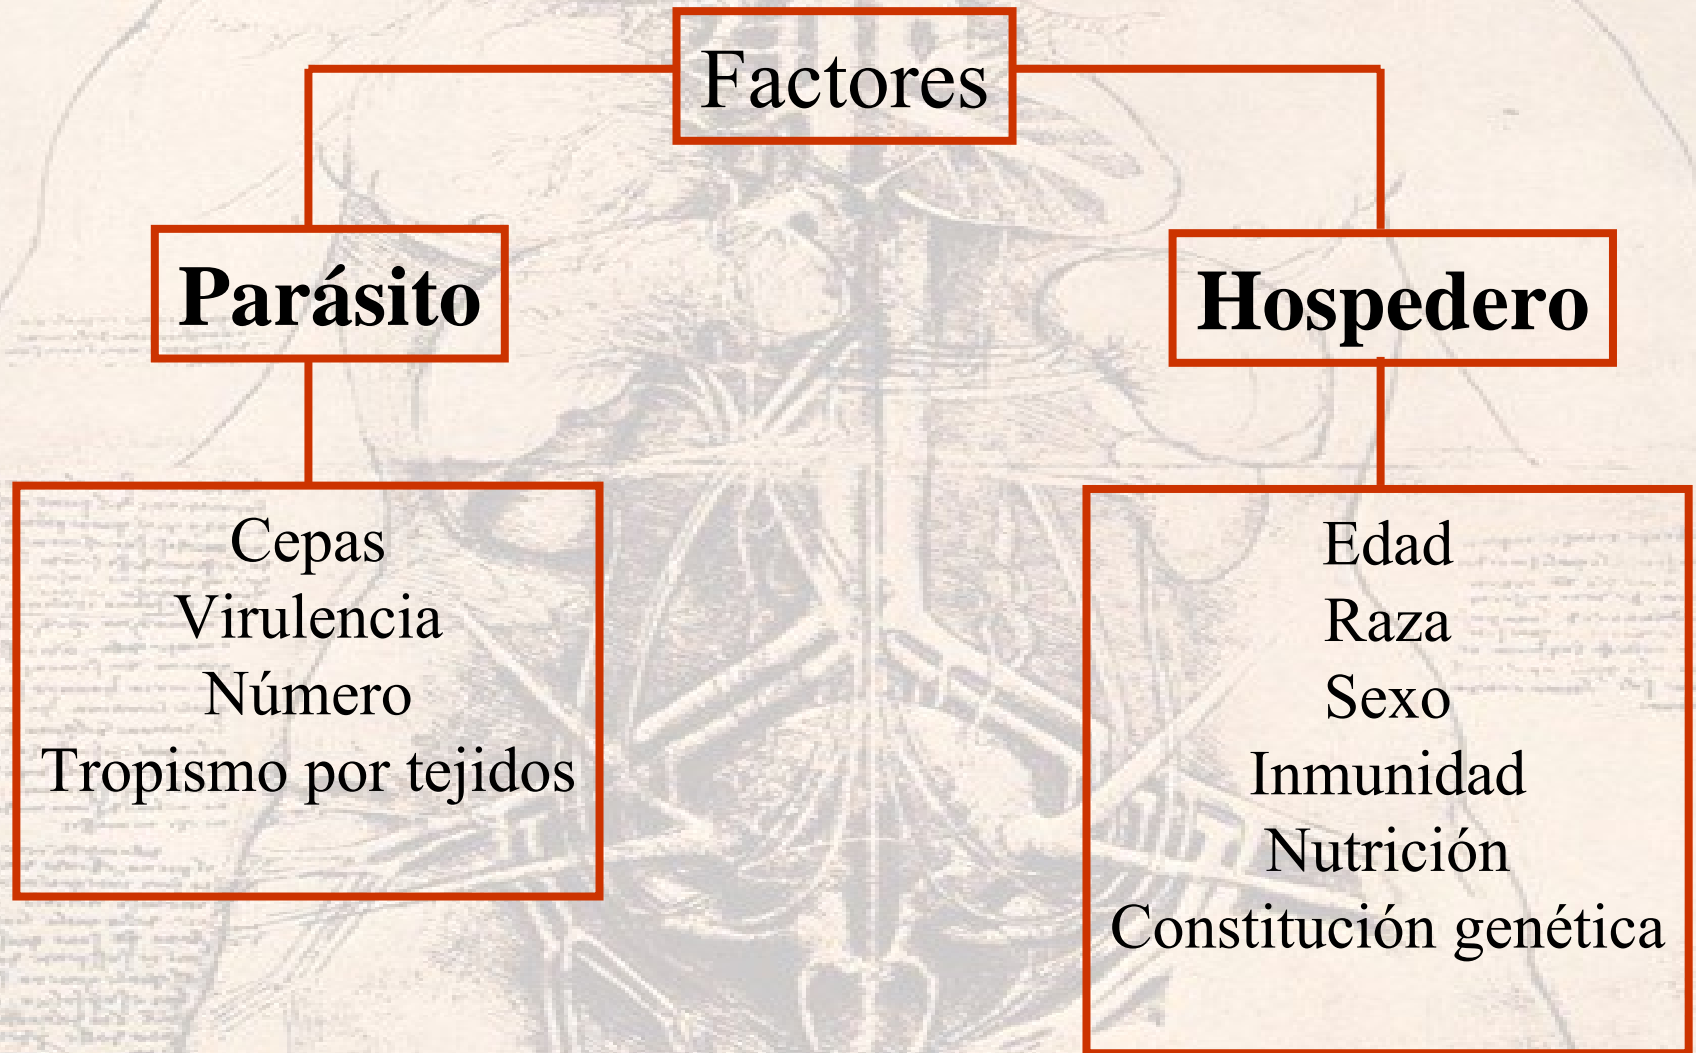 Factores
Parásito
Hospedero
Cepas
Virulencia
Número
Tropismo por tejidos
Edad
Raza
Sexo
Inmunidad
Nutrición
Constitución genética